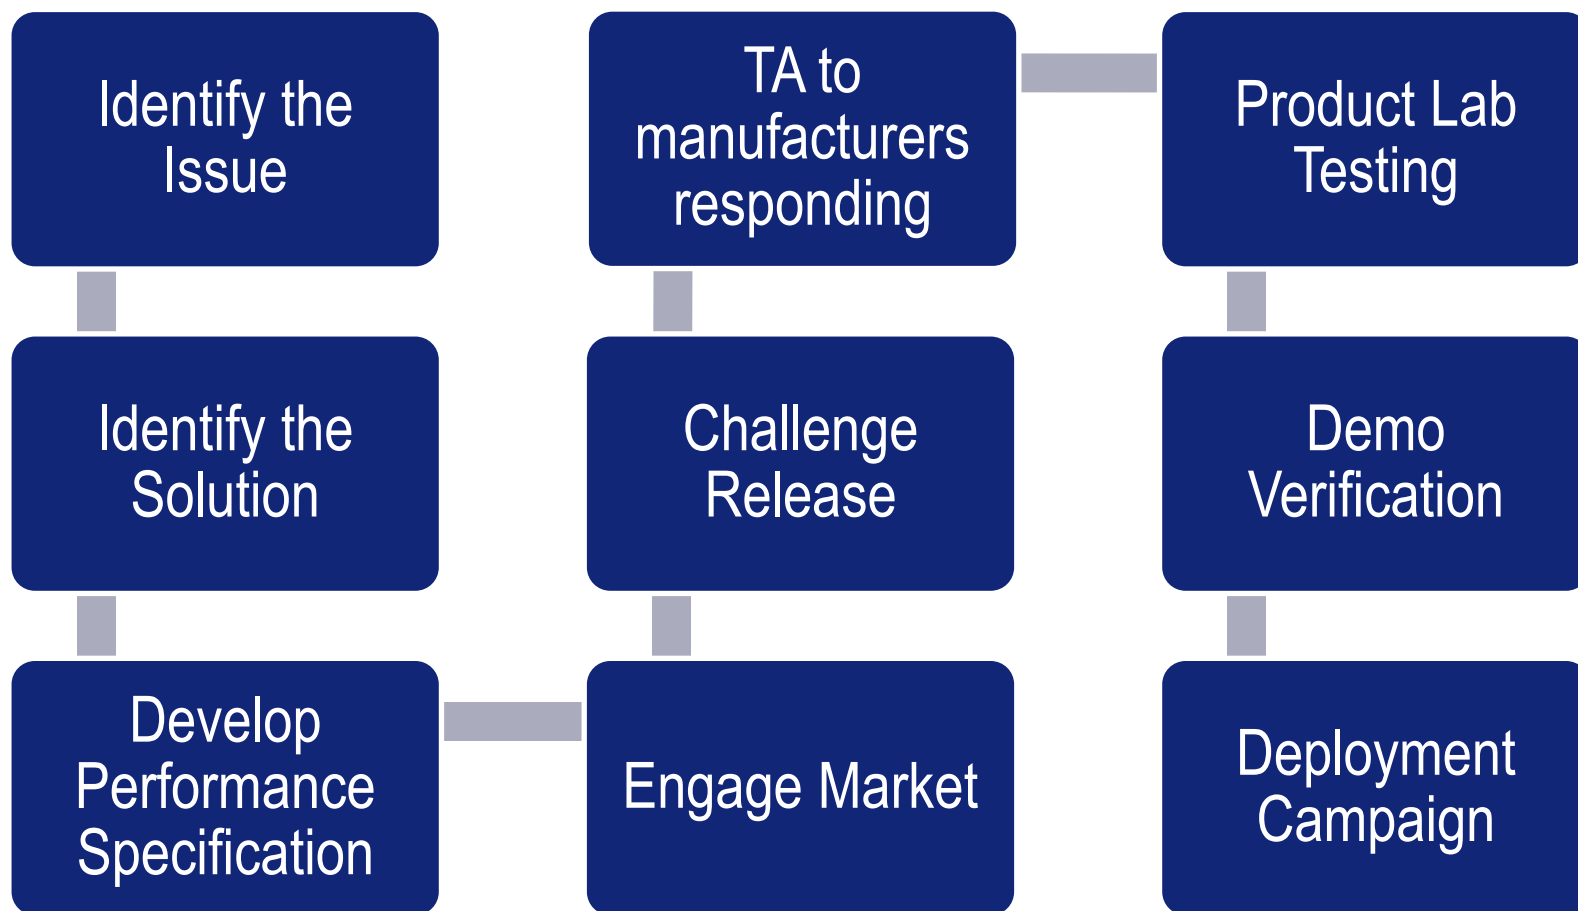 Identify the
Issue
Identify the
Solution
Develop
Performance
Specification
Engage Market
Challenge
Release
TA to
manufacturers
responding
Product Lab
Testing
Demo
Verification
Deployment
Campaign